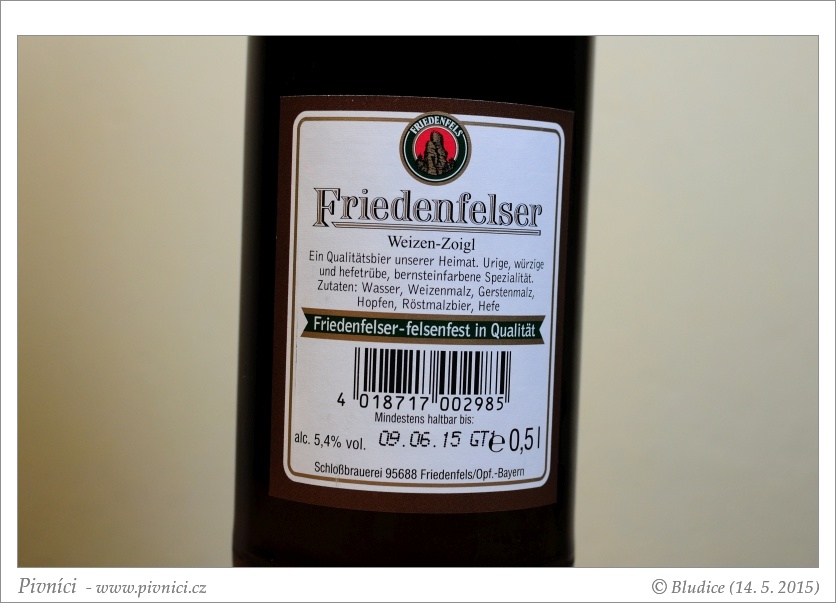 FRIEDENFELS
Friedenfelser
Weizen-Zoigl
Ein Qualitätsbier unserer Heimat. Urige, würzige
und hefetrübe, bernsteinfarbene Spezialität.
Zutaten: Wasser, Weizenmalz, Gerstenmalz,
Hopfen, Röstmalzbier, Hefe
Friedenfelser-felsenfest in Qualität
4 018717 002985
Mindestens haltbar bis:
alc. 5,4% vol. 09.06.15 GT1 ℮ 0,5 l
Schloßbrauerei 95688 Friedenfels/Opf.-Bayern
Pivníci - www.pivnici.cz
© Bludice (14. 5. 2015)